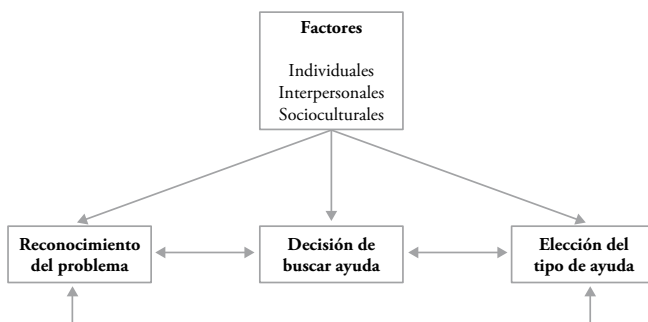 Factores
Individuales
Interpersonales
Socioculturales
Reconocimiento
del problema
Decisión de
buscar ayuda
Elección del
tipo de ayuda